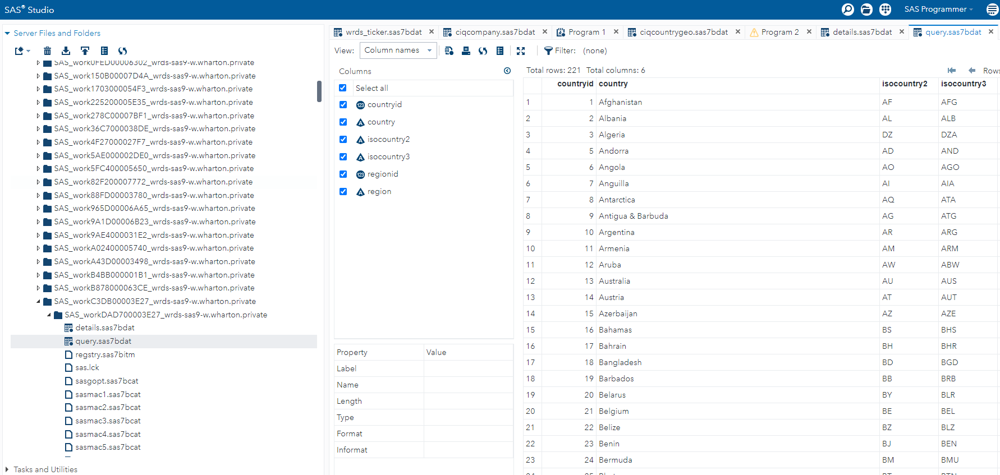 SAS® Studio
SAS Programmer
Server Files and Folders
SAS_work0FED00006302_wrds-sas9-w.wharton.private
SAS_work150B00007D4A_wrds-sas9-w.wharton.private
SAS_work1703000054F3_wrds-sas9-w.wharton.private
SAS_work225200005E35_wrds-sas9-w.wharton.private
SAS_work278C00007BF1_wrds-sas9-w.wharton.private
SAS_work36C7000038DE_wrds-sas9-w.wharton.private
SAS_work4F27000027F7_wrds-sas9-w.wharton.private
SAS_work5AE000002DE0_wrds-sas9-w.wharton.private
SAS_work5FC400005650_wrds-sas9-w.wharton.private
SAS_work82F200007772_wrds-sas9-w.wharton.private
SAS_work88FD00003780_wrds-sas9-w.wharton.private
SAS_work965D00006A65_wrds-sas9-w.wharton.private
SAS_work9A1D00006B23_wrds-sas9-w.wharton.private
SAS_work9AE4000031E2_wrds-sas9-w.wharton.private
SAS_workA02400005740_wrds-sas9-w.wharton.private
SAS_workA43D00003498_wrds-sas9-w.wharton.private
SAS_workB4BB000001B1_wrds-sas9-w.wharton.private
SAS_workB878000063CE_wrds-sas9-w.wharton.private
SAS_workC3DB00003E27_wrds-sas9-w.wharton.private
SAS_workDAD700003E27_wrds-sas9-w.wharton.private
details.sas7bdat
query.sas7bdat
regstry.sas7bitm
sas.lck
sasgopt.sas7bcat
sasmac1.sas7bcat
sasmac2.sas7bcat
sasmac3.sas7bcat
sasmac4.sas7bcat
sasmac5.sas7bcat
Tasks and Utilities
wrds_ticker.sas7bdat ciqcompany.sas7bdat Program 1 ciqcountrygeo.sas7bdat Program 2 details.sas7bdat query.sas7bdat
View: Column names Filter: (none)
Columns
Select all
countryid
country
isocountry2
isocountry3
regionid
region
Property Value
Label
Name
Length
Type
Format
Informat
Total rows: 221 Total columns: 6 Rows
countryid country isocountry2 isocountry3
1 1 Afghanistan AF AFG
2 2 Albania AL ALB
3 3 Algeria DZ DZA
4 5 Andorra AD AND
5 6 Angola AO AGO
6 7 Anguilla AI AIA
7 8 Antarctica AQ ATA
8 9 Antigua & Barbuda AG ATG
9 10 Argentina AR ARG
10 11 Armenia AM ARM
11 12 Aruba AW ABW
12 13 Australia AU AUS
13 14 Austria AT AUT
14 15 Azerbaijan AZ AZE
15 16 Bahamas BS BHS
16 17 Bahrain BH BHR
17 18 Bangladesh BD BGD
18 19 Barbados BB BRB
19 20 Belarus BY BLR
20 21 Belgium BE BEL
21 22 Belize BZ BLZ
22 23 Benin BJ BEN
23 24 Bermuda BM BMU